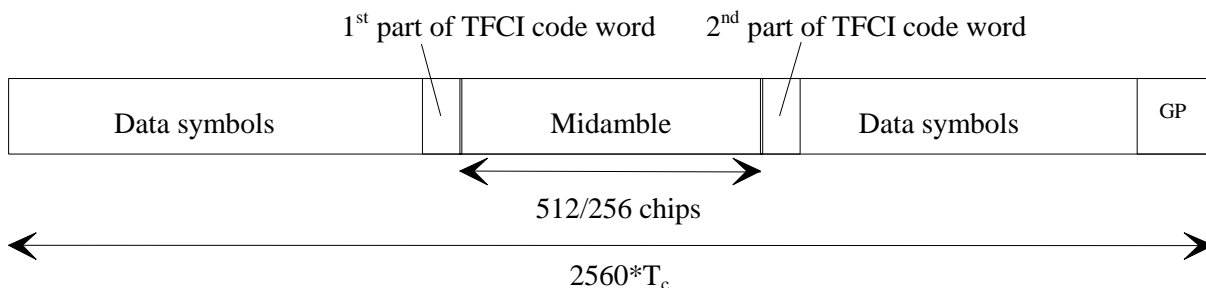 1st part of TFCI code word 2nd part of TFCI code word
Data symbols Midamble Data symbols GP
512/256 chips
2560*Tc